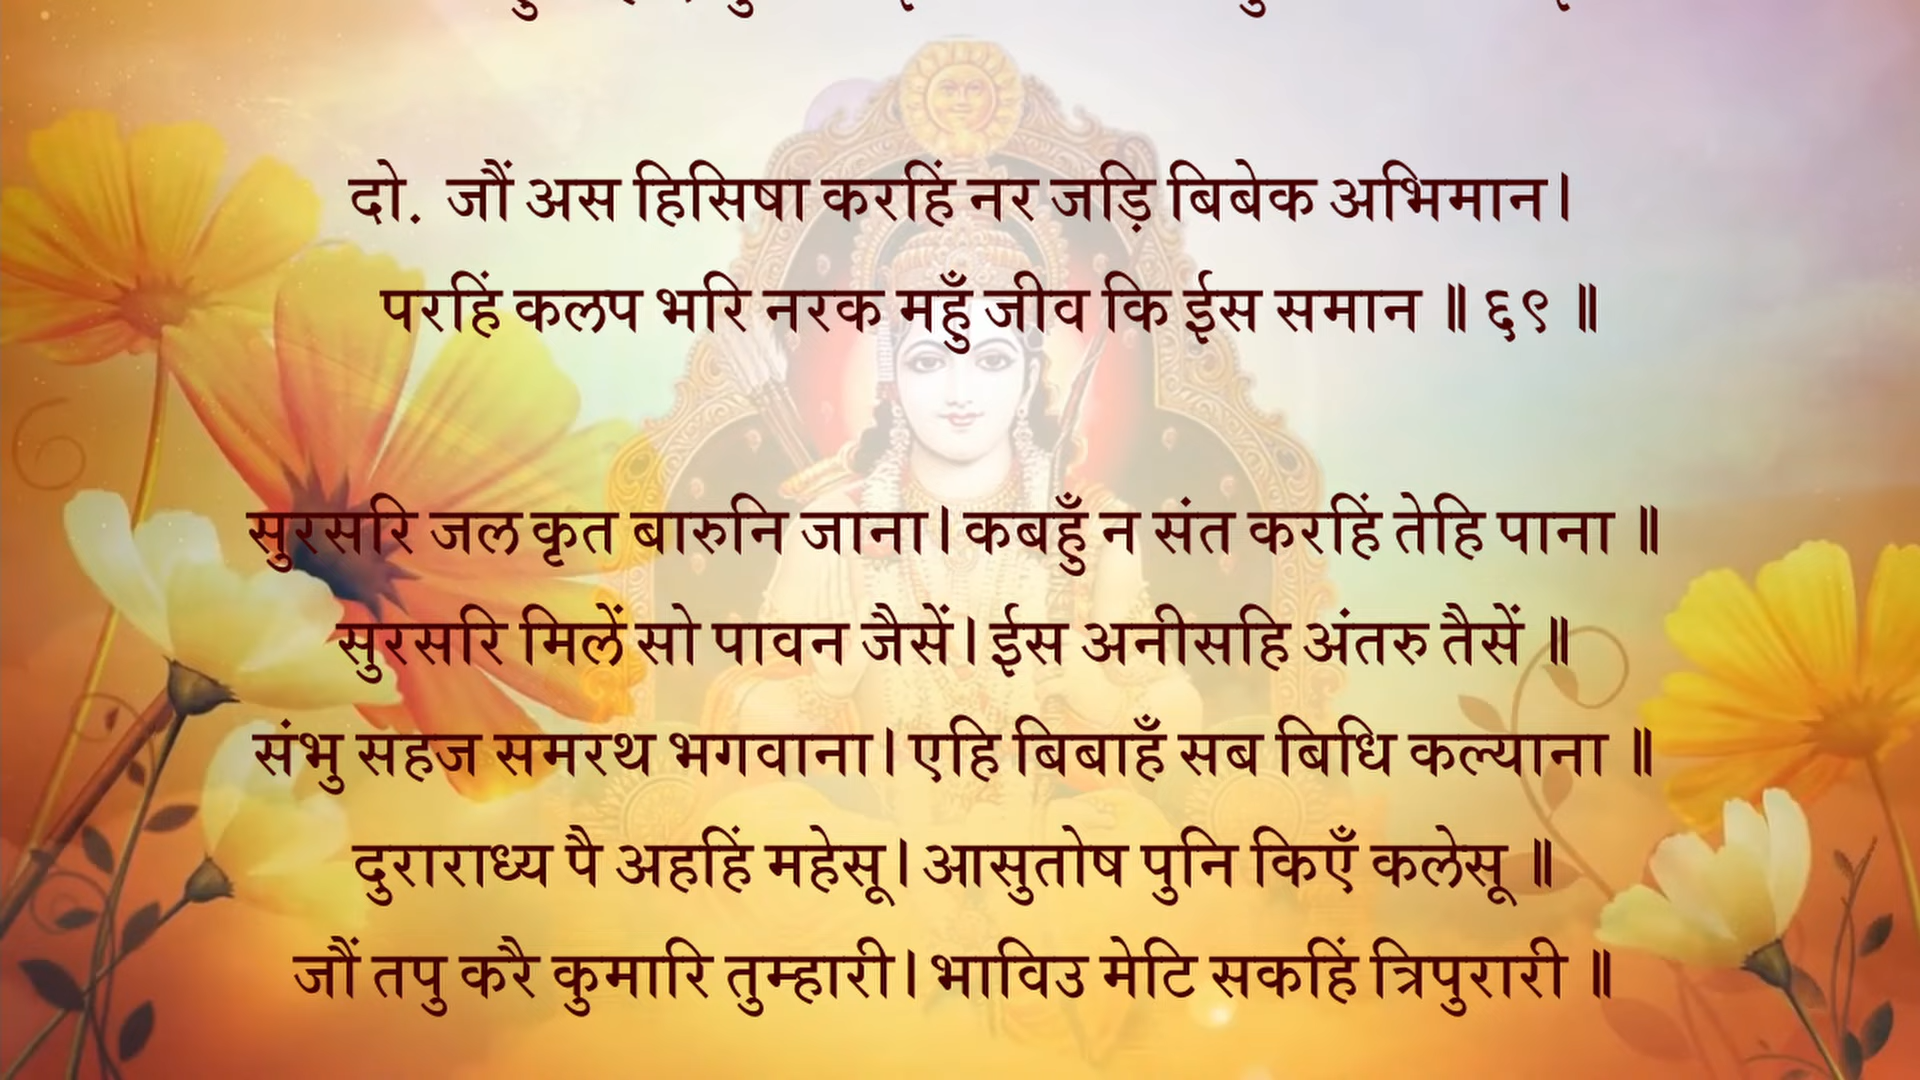 दो. जौं अस हिसिषा करहिं नर जड़ि बिबेक अभिमान।
परहिं कलप भरि नरक महुँ जीव कि ईस समान ॥ ६९ ॥
सुरसरि जल कृत बारुनि जाना। कबहुँ न संत करहिं तेहि पाना ॥
सुरसरि मिलें सो पावन जैसें। ईस अनीसहि अंतरु तैसें ॥
संभु सहज समरथ भगवाना। एहि बिबाहँ सब बिधि कल्याना ॥
दुराराध्य पै अहहिं महेसू। आसुतोष पुनि किएँ कलेसू ॥
जौं तपु करै कुमारि तुम्हारी। भाविउ मेटि सकहिं त्रिपुरारी ॥